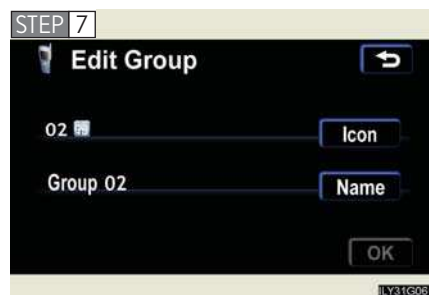 STEP 7
Edit Group
02 Icon
Group 02 Name
OK
ILY31G06